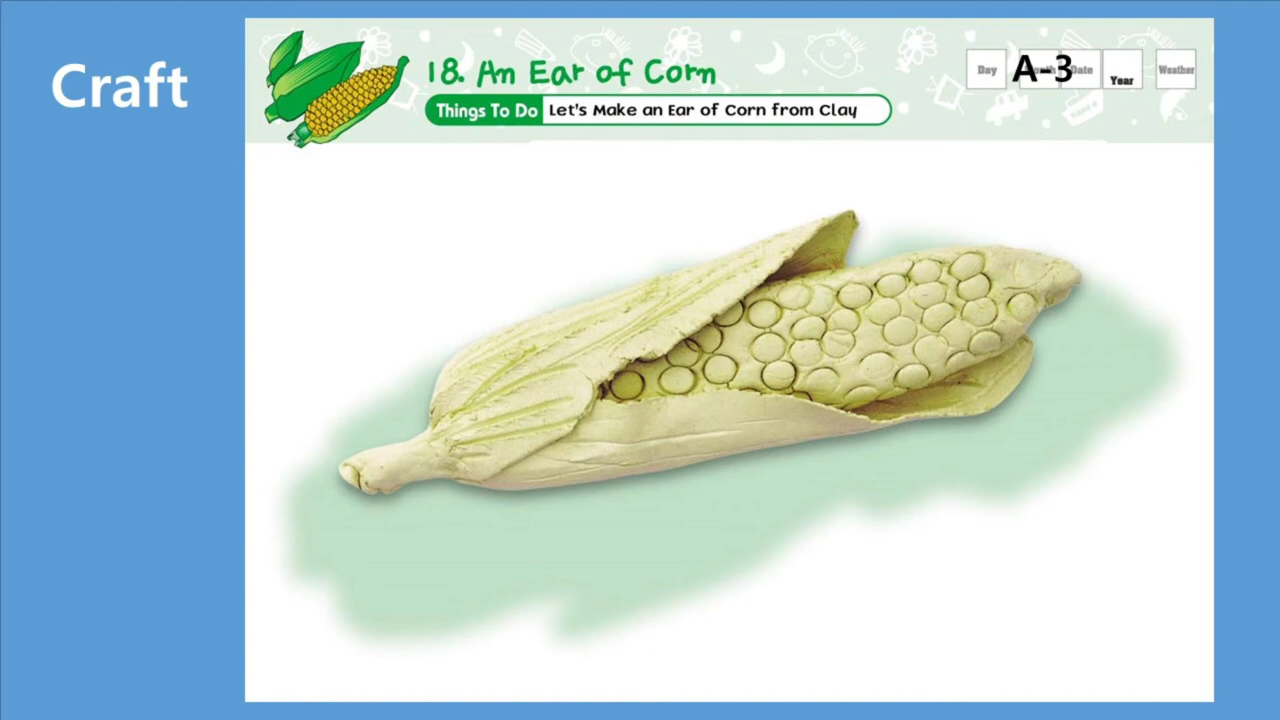 Craft
18. An Ear of Corn
Things To Do Let's Make an Ear of Corn from Clay
Day A-3 Date Year Weather